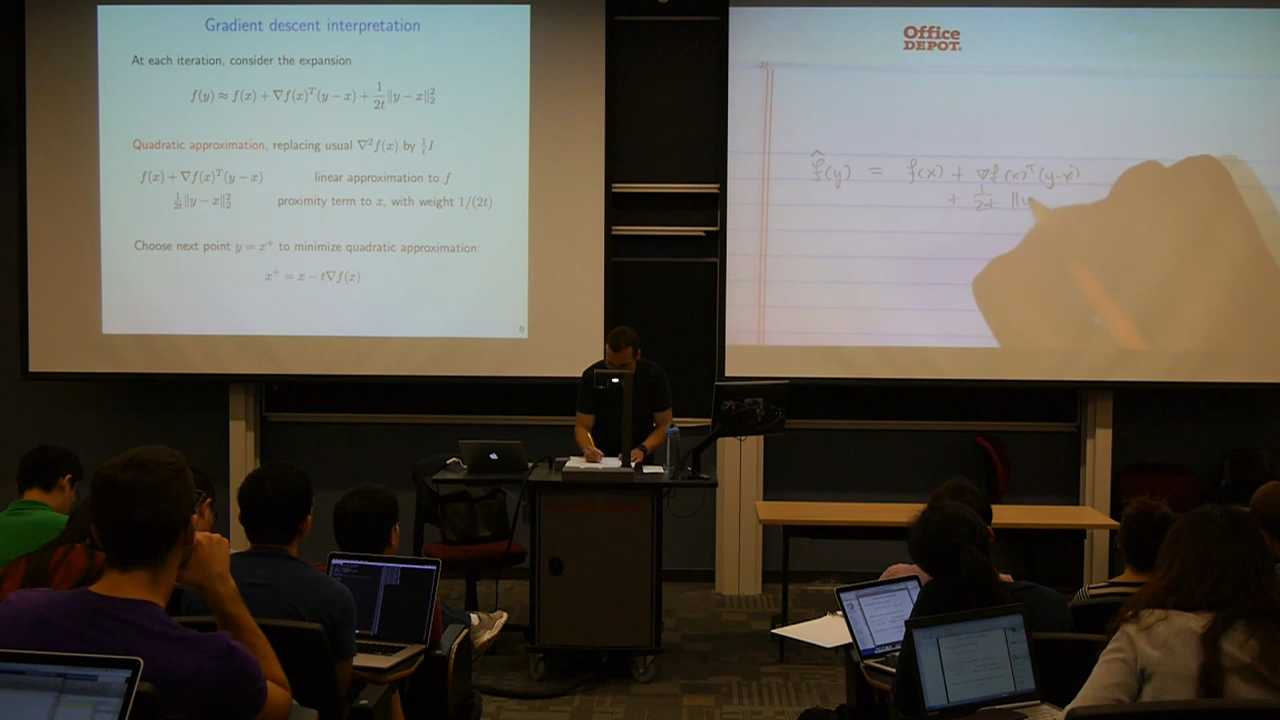 Gradient descent interpretation
At each iteration, consider the expansion
f(y) ≈ f(x) + ∇f(x)ᵀ(y − x) + 1/2t ‖y − x‖₂²
Quadratic approximation, replacing usual ∇²f(x) by 1/t I
f(x) + ∇f(x)ᵀ(y − x) linear approximation to f
1/2t ‖y − x‖₂² proximity term to x, with weight 1/(2t)
Choose next point y = x⁺ to minimize quadratic approximation:
x⁺ = x − t∇f(x)
6
Office
DEPOT.
f̂(y) = f(x) + ∇f(x)ᵀ(y-x)
+ 1/2t ‖y